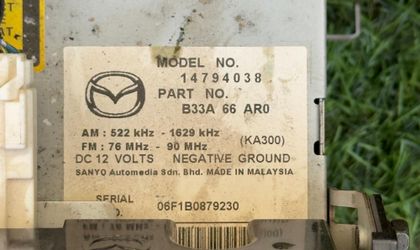 MODEL NO.
14794038
PART NO.
B33A 66 AR0
AM : 522 kHz - 1629 kHz
(KA300)
FM : 76 MHz - 90 MHz
DC 12 VOLTS NEGATIVE GROUND
SANYO Automedia Sdn. Bhd. MADE IN MALAYSIA
SERIAL
O. 06F1B0879230